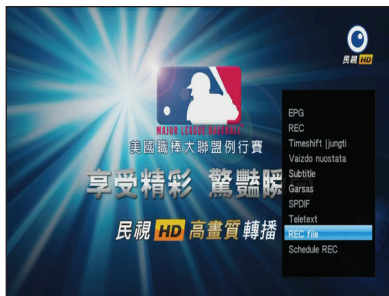 民視 HD
MAJOR LEAGUE BASEBALL
美國職棒大聯盟例行賽
享受精彩 驚豔瞬
民視 HD 高畫質轉播
EPG
REC
Timeshift Įjungti
Vaizdo nuostata
Subtitle
Garsas
SPDIF
Teletext
REC file
Schedule REC